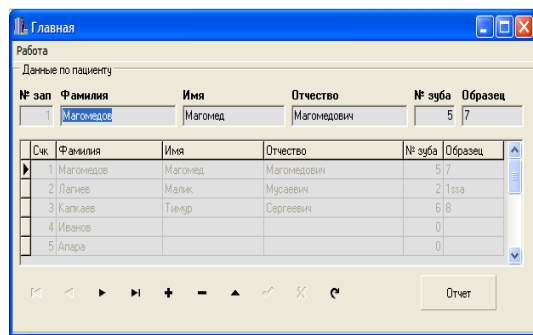 Главная
Работа
Данные по пациенту
№ зап Фамилия Имя Отчество № зуба Образец
1 Магомедов Магомед Магомедович 5 7
Счк Фамилия Имя Отчество № зуба Образец
1 Магомедов Магомед Магомедович 5 7
2 Лагиев Малик Мусаевич 2 1ssa
3 Капкаев Тимур Сергеевич 6 8
4 Иванов 0
5 Апара 0
Отчет